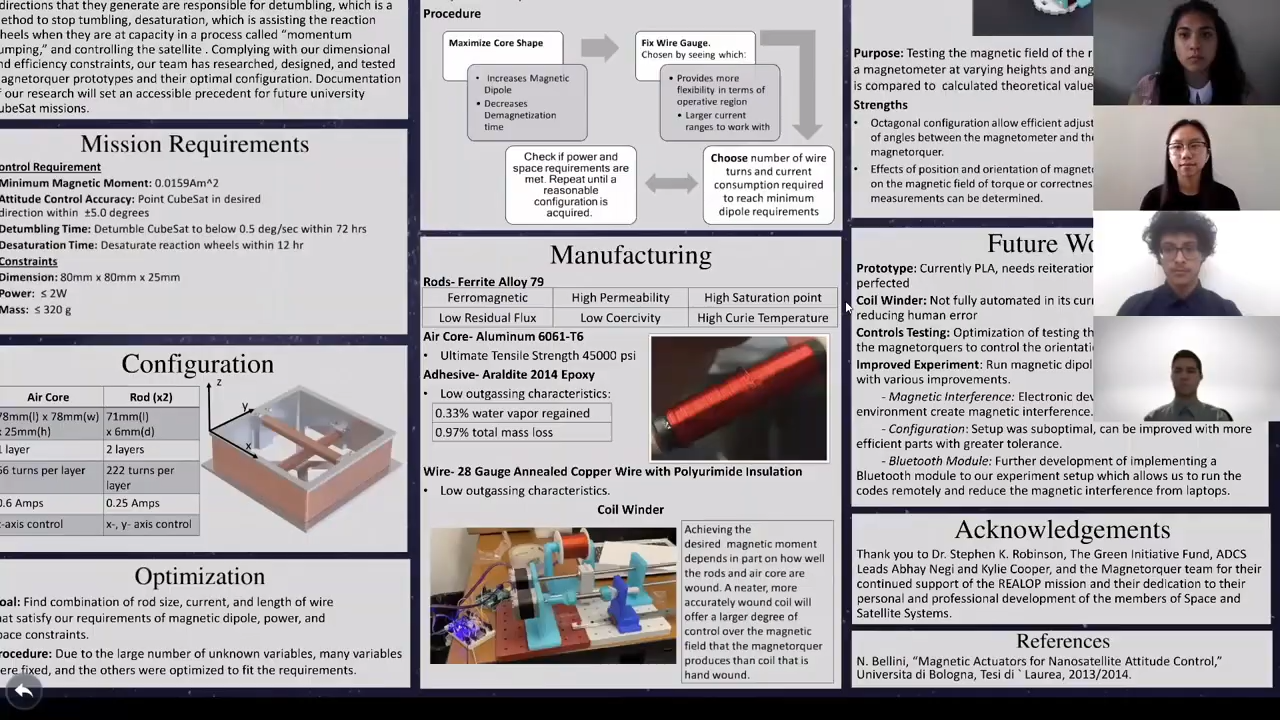 directions that they generate are responsible for detumbling, which is a
ethod to stop tumbling, desaturation, which is assisting the reaction
heels when they are at capacity in a process called “momentum
umping,” and controlling the satellite . Complying with our dimensional
nd efficiency constraints, our team has researched, designed, and tested
agnetorquer prototypes and their optimal configuration. Documentation
f our research will set an accessible precedent for future university
ubeSat missions.
Mission Requirements
ontrol Requirement
Minimum Magnetic Moment: 0.0159Am^2
Attitude Control Accuracy: Point CubeSat in desired
direction within ±5.0 degrees
Detumbling Time: Detumble CubeSat to below 0.5 deg/sec within 72 hrs
Desaturation Time: Desaturate reaction wheels within 12 hr
Constraints
Dimension: 80mm x 80mm x 25mm
Power: ≤ 2W
Mass: ≤ 320 g
Configuration
Air Core Rod (x2)
78mm(l) x 78mm(w) 71mm(l)
x 25mm(h) x 6mm(d)
1 layer 2 layers
56 turns per layer 222 turns per
layer
0.6 Amps 0.25 Amps
z-axis control x-, y- axis control
z
y
x
Optimization
oal: Find combination of rod size, current, and length of wire
hat satisfy our requirements of magnetic dipole, power, and
pace constraints.
rocedure: Due to the large number of unknown variables, many variables
ere fixed, and the others were optimized to fit the requirements.
Procedure
Maximize Core Shape
• Increases Magnetic
Dipole
• Decreases
Demagnetization
time
Fix Wire Gauge.
Chosen by seeing which:
• Provides more
flexibility in terms of
operative region
• Larger current
ranges to work with
Check if power and
space requirements are
met. Repeat until a
reasonable
configuration is
acquired.
Choose number of wire
turns and current
consumption required
to reach minimum
dipole requirements
Manufacturing
Rods- Ferrite Alloy 79
Ferromagnetic High Permeability High Saturation point
Low Residual Flux Low Coercivity High Curie Temperature
Air Core- Aluminum 6061-T6
• Ultimate Tensile Strength 45000 psi
Adhesive- Araldite 2014 Epoxy
• Low outgassing characteristics:
0.33% water vapor regained
0.97% total mass loss
Wire- 28 Gauge Annealed Copper Wire with Polyurimide Insulation
• Low outgassing characteristics.
Coil Winder
Achieving the
desired magnetic moment
depends in part on how well
the rods and air core are
wound. A neater, more
accurately wound coil will
offer a larger degree of
control over the magnetic
field that the magnetorquer
produces than coil that is
hand wound.
Purpose: Testing the magnetic field of the r
a magnetometer at varying heights and ang
is compared to calculated theoretical value
Strengths
• Octagonal configuration allow efficient adjust
of angles between the magnetometer and the
magnetorquer.
• Effects of position and orientation of magnet
on the magnetic field of torque or correctnes
measurements can be determined.
Future Wo
Prototype: Currently PLA, needs reiteration
perfected
Coil Winder: Not fully automated in its curr
reducing human error
Controls Testing: Optimization of testing th
the magnetorquers to control the orientati
Improved Experiment: Run magnetic dipol
with various improvements.
- Magnetic Interference: Electronic dev
environment create magnetic interference.
- Configuration: Setup was suboptimal, can be improved with more
efficient parts with greater tolerance.
- Bluetooth Module: Further development of implementing a
Bluetooth module to our experiment setup which allows us to run the
codes remotely and reduce the magnetic interference from laptops.
Acknowledgements
Thank you to Dr. Stephen K. Robinson, The Green Initiative Fund, ADCS
Leads Abhay Negi and Kylie Cooper, and the Magnetorquer team for their
continued support of the REALOP mission and their dedication to their
personal and professional development of the members of Space and
Satellite Systems.
References
N. Bellini, “Magnetic Actuators for Nanosatellite Attitude Control,”
Universita di Bologna, Tesi di ` Laurea, 2013/2014.